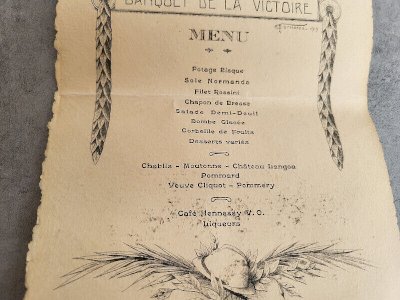 BANQUET DE LA VICTOIRE
MENU
Potage Bisque
Sole Normande
Filet Rossini
Chapon de Bresse
Salade Demi-Deuil
Bombe Glacée
Corbeille de Fruits
Desserts variés
Chablis - Moutonne - Château Langoa
Pommard
Veuve Cliquot - Pommery
Café Hennessy V.O.
Liqueurs